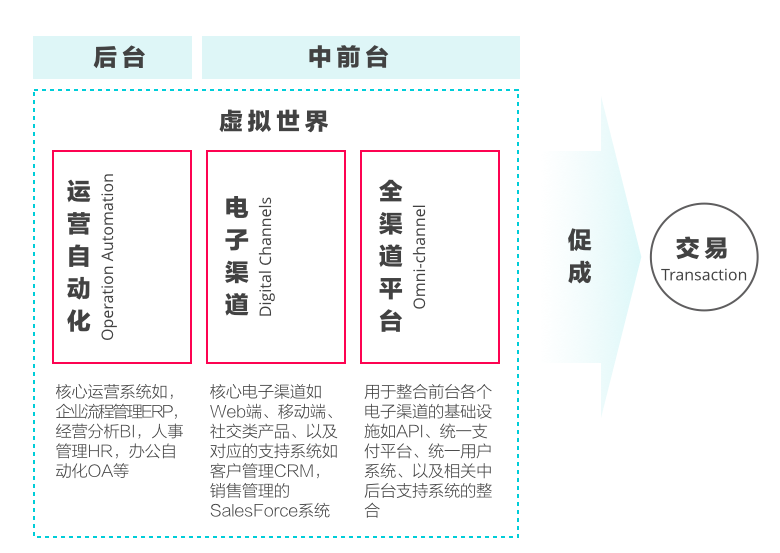 后台
中前台
虚拟世界
运营自动化
Operation Automation
电子渠道
Digital Channels
全渠道平台
Omni-channel
核心运营系统如,
企业流程管理ERP,
经营分析BI，人事
管理HR，办公自
动化OA等
核心电子渠道如
Web端、移动端、
社交类产品、以及
对应的支持系统如
客户管理CRM，
销售管理的
SalesForce系统
用于整合前台各个
电子渠道的基础设
施如API、统一支
付平台、统一用户
系统、以及相关中
后台支持系统的整
合
促成
交易
Transaction